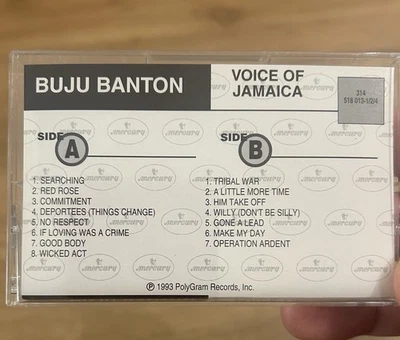 BUJU BANTON
VOICE OF
JAMAICA
314
518 013-1/2/4
SIDE A
1. SEARCHING
2. RED ROSE
3. COMMITMENT
4. DEPORTEES (THINGS CHANGE)
5. NO RESPECT
6. IF LOVING WAS A CRIME
7. GOOD BODY
8. WICKED ACT
SIDE B
1. TRIBAL WAR
2. A LITTLE MORE TIME
3. HIM TAKE OFF
4. WILLY (DON'T BE SILLY)
5. GONE A LEAD
6. MAKE MY DAY
7. OPERATION ARDENT
℗ 1993 PolyGram Records, Inc.
mercury